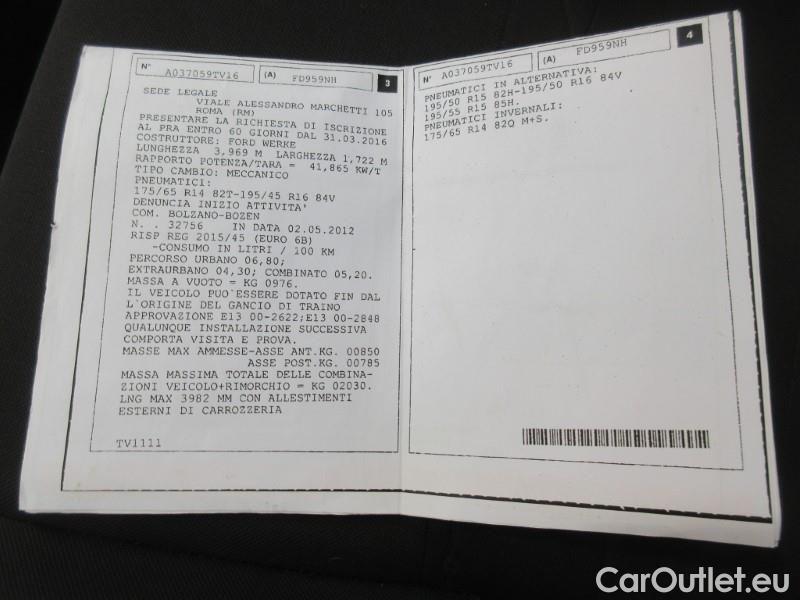 N° A037059TV16 (A) FD959NH 3
SEDE LEGALE
VIALE ALESSANDRO MARCHETTI 105
ROMA (RM)
PRESENTARE LA RICHIESTA DI ISCRIZIONE
AL PRA ENTRO 60 GIORNI DAL 31.03.2016
COSTRUTTORE: FORD WERKE
LUNGHEZZA 3,969 M LARGHEZZA 1,722 M
RAPPORTO POTENZA/TARA = 41,865 KW/T
TIPO CAMBIO: MECCANICO
PNEUMATICI:
175/65 R14 82T-195/45 R16 84V
DENUNCIA INIZIO ATTIVITA'
COM. BOLZANO-BOZEN
N. . 32756 IN DATA 02.05.2012
RISP REG 2015/45 (EURO 6B)
-CONSUMO IN LITRI / 100 KM
PERCORSO URBANO 06,80;
EXTRAURBANO 04,30; COMBINATO 05,20.
MASSA A VUOTO = KG 0976.
IL VEICOLO PUO'ESSERE DOTATO FIN DAL
L'ORIGINE DEL GANCIO DI TRAINO
APPROVAZIONE E13 00-2622;E13 00-2848
QUALUNQUE INSTALLAZIONE SUCCESSIVA
COMPORTA VISITA E PROVA.
MASSE MAX AMMESSE-ASSE ANT.KG. 00850
ASSE POST.KG. 00785
MASSA MASSIMA TOTALE DELLE COMBINA-
ZIONI VEICOLO+RIMORCHIO = KG 02030.
LNG MAX 3982 MM CON ALLESTIMENTI
ESTERNI DI CARROZZERIA
TV1111
N° A037059TV16 (A) FD959NH 4
PNEUMATICI IN ALTERNATIVA:
195/50 R15 82H-195/50 R16 84V
195/55 R15 85H.
PNEUMATICI INVERNALI:
175/65 R14 82Q M+S.
CarOutlet.eu